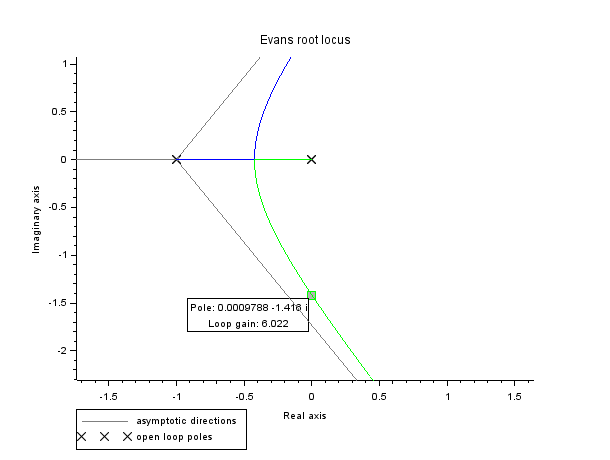 Evans root locus
1
0.5
0
-0.5
-1
-1.5
-2
Imaginary axis
Pole: 0.0009788 -1.416 i
Loop gain: 6.022
-1.5 -1 -0.5 0 0.5 1 1.5
Real axis
asymptotic directions
open loop poles